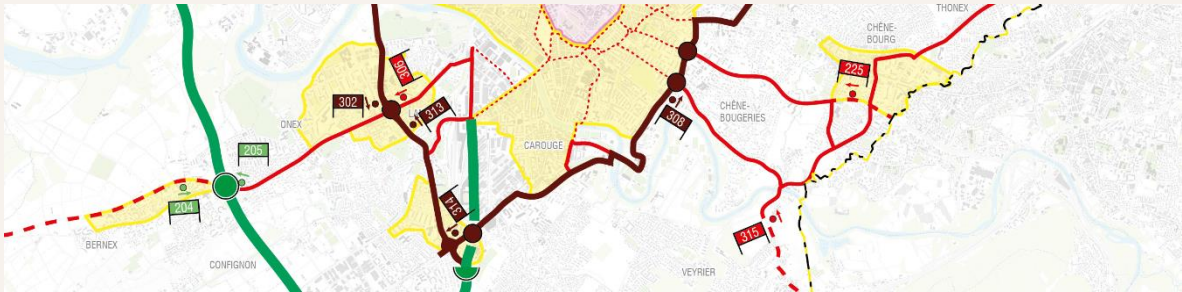 THONEX
CHÊNE-
BOURG
225
306
302
313
LAN
ONEX
308
CHÊNE-
BOUGERIES
CAROUGE
205
204
314
315
BERNEX
CONFIGNON
VEYRIER